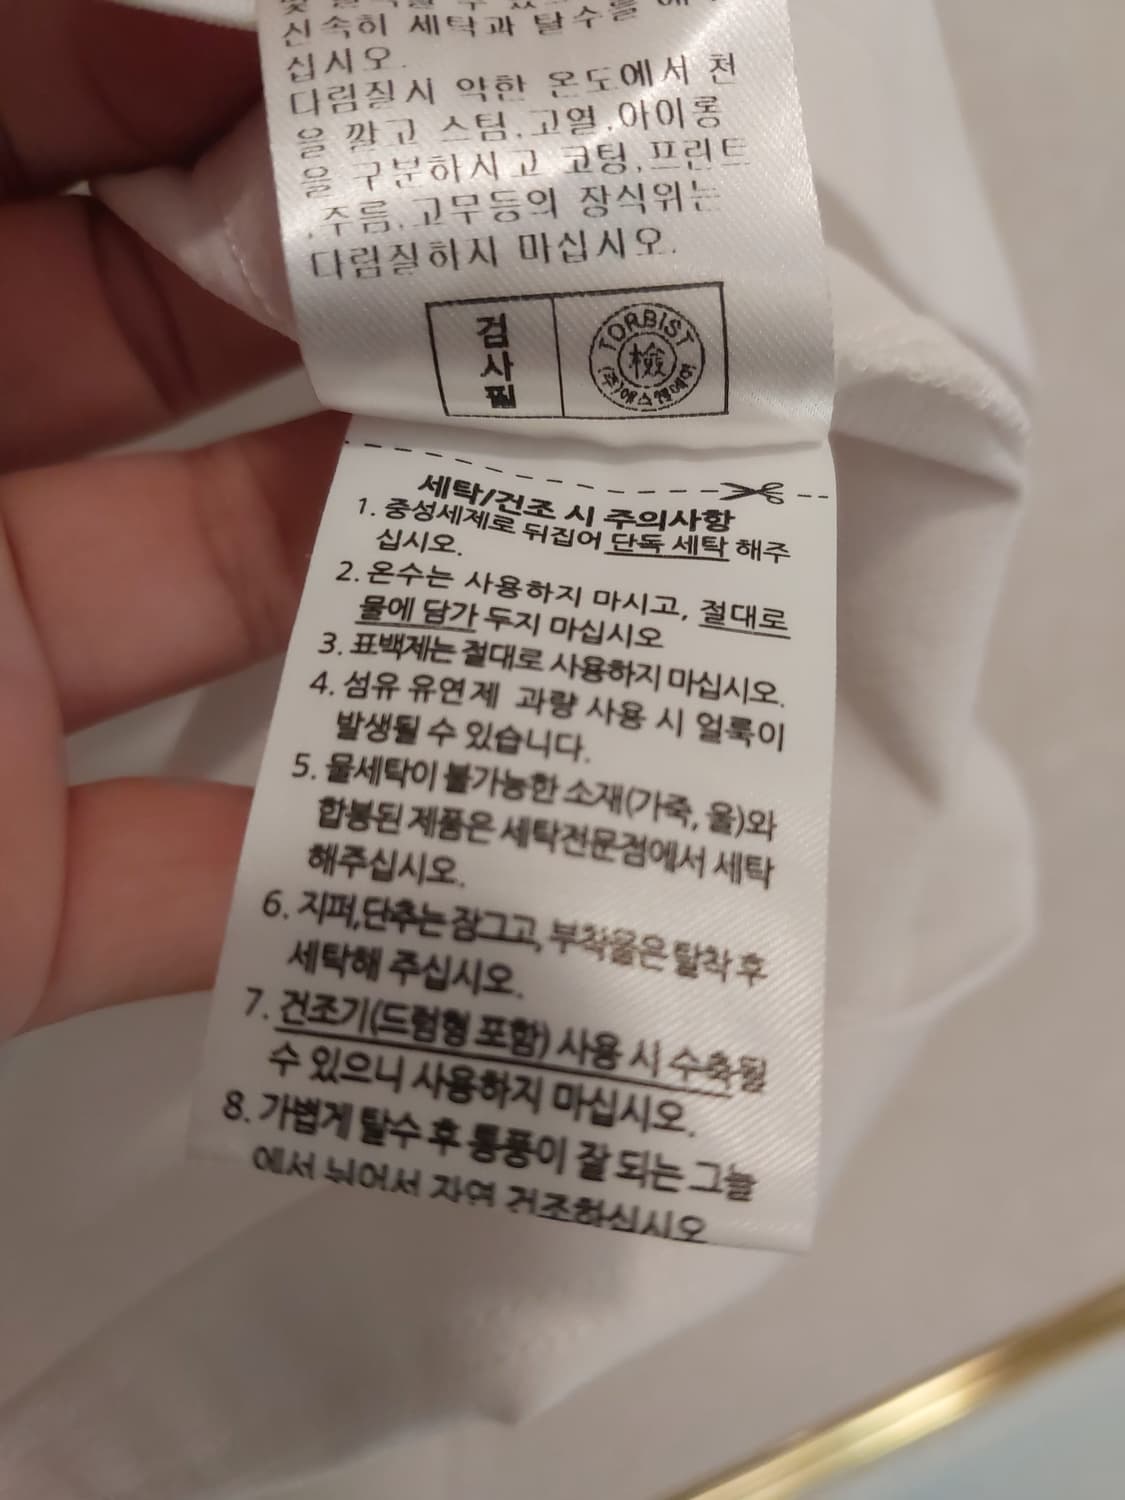 신속히 세탁과 탈수를
십시오.
다림질시 약한 온도에서 천
을 깔고 스팀,고열,아이롱
을 구분하시고 코팅,프린트
,주름,고무등의 장식위는
다림질하지 마십시오.
검사필
TORBIST
檢
(주)에스엠에이
세탁/건조 시 주의사항
1. 중성세제로 뒤집어 단독 세탁 해주
십시오.
2. 온수는 사용하지 마시고, 절대로
물에 담가 두지 마십시오
3. 표백제는 절대로 사용하지 마십시오.
4. 섬유 유연제 과량 사용 시 얼룩이
발생될 수 있습니다.
5. 물세탁이 불가능한 소재(가죽, 울)와
합봉된 제품은 세탁전문점에서 세탁
해주십시오.
6. 지퍼,단추는 잠그고, 부착물은 탈착 후
세탁해 주십시오.
7. 건조기(드럼형 포함) 사용 시 수축될
수 있으니 사용하지 마십시오.
8. 가볍게 탈수 후 통풍이 잘 되는 그늘
에서 뉘어서 자연 건조하십시오